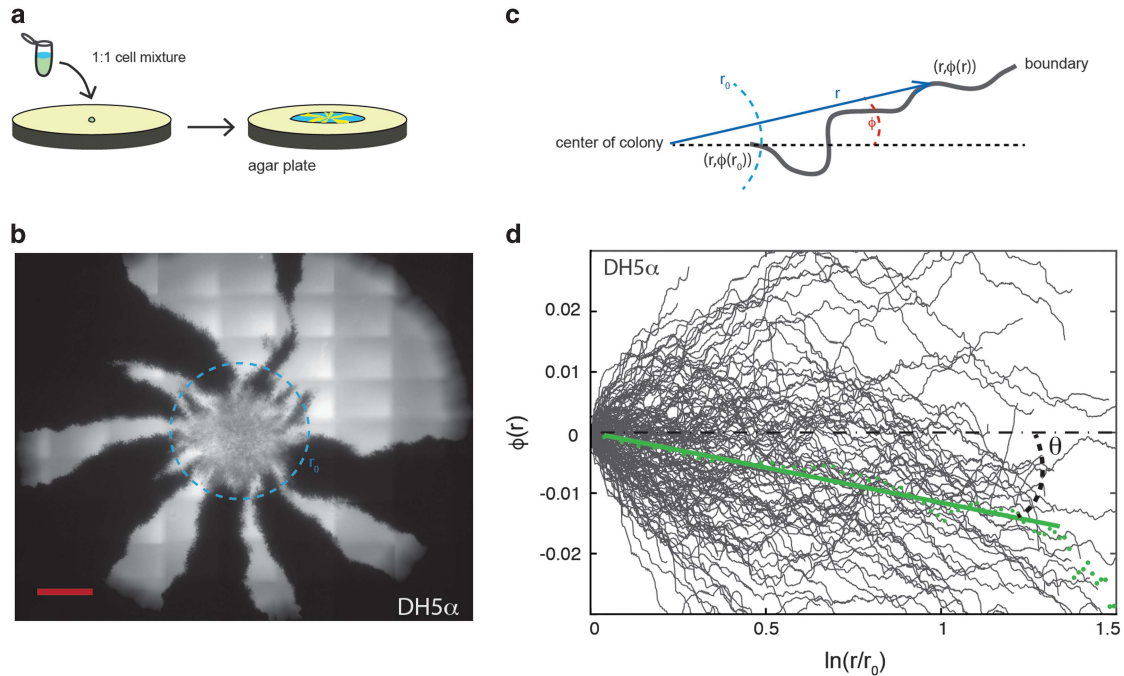 a
1:1 cell mixture
agar plate
b
r₀
DH5α
c
r₀
r
(r,ϕ(r))
boundary
ϕ
center of colony
(r,ϕ(r₀))
d
DH5α
0.02
0.01
0
-0.01
-0.02
ϕ(r)
θ
0
0.5
1
1.5
ln(r/r₀)